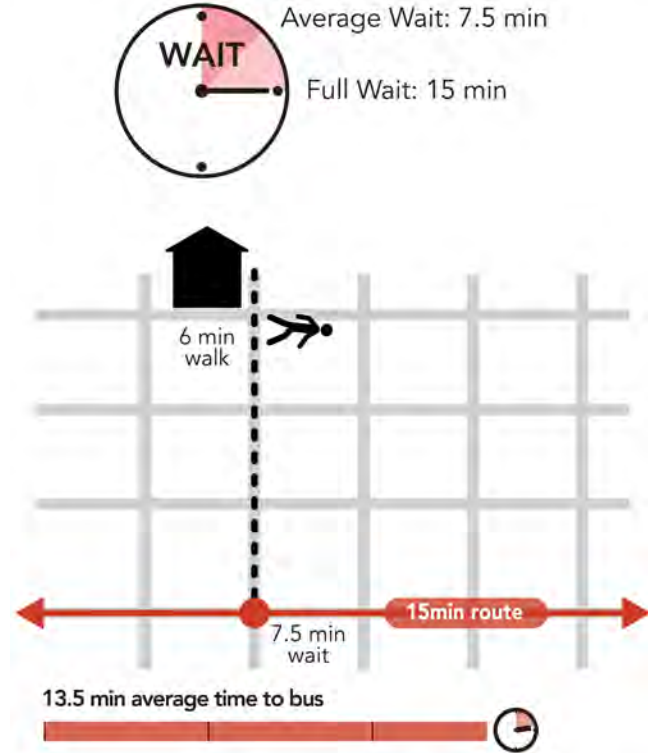 Average Wait: 7.5 min
WAIT
Full Wait: 15 min
6 min
walk
15min route
7.5 min
wait
13.5 min average time to bus